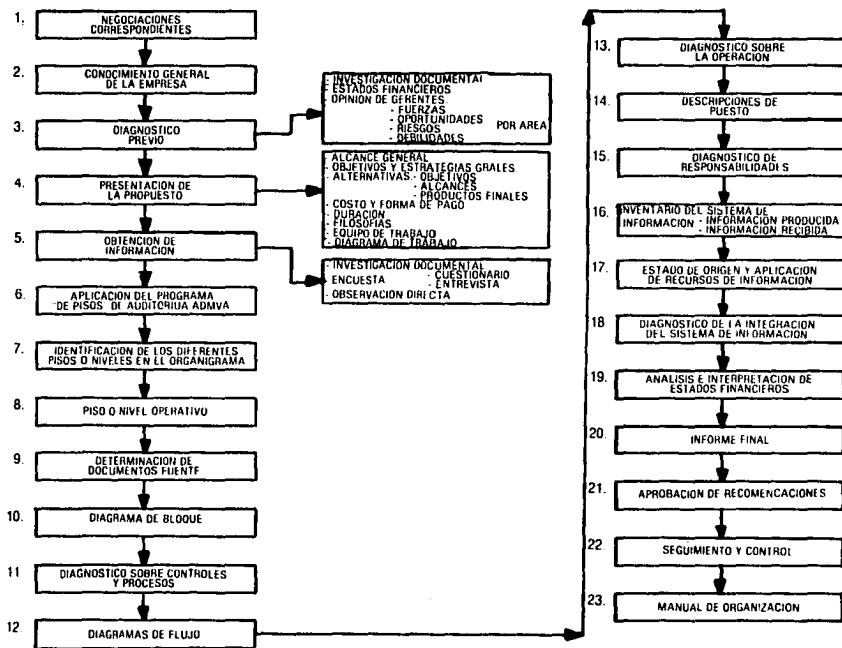 1. NEGOCIACIONES
CORRESPONDIENTES
2. CONOCIMIENTO GENERAL
DE LA EMPRESA
3. DIAGNOSTICO
PREVIO
- INVESTIGACION DOCUMENTAL
- ESTADOS FINANCIEROS
- OPINION DE GERENTES
- FUERZAS
- OPORTUNIDADES
- RIESGOS POR AREA
- DEBILIDADES
4. PRESENTACION DE
LA PROPUESTO
- ALCANCE GENERAL
- OBJETIVOS Y ESTRATEGIAS GRALES
- ALTERNATIVAS - OBJETIVOS
- ALCANCES
- PRODUCTOS FINALES
- COSTO Y FORMA DE PAGO
- DURACION
- FILOSOFIAS
- EQUIPO DE TRABAJO
- DIAGRAMA DE TRABAJO
5. OBTENCION DE
INFORMACION
- INVESTIGACION DOCUMENTAL
- ENCUESTA - CUESTIONARIO
- ENTREVISTA
- OBSERVACION DIRECTA
6. APLICACION DEL PROGRAMA
"DE PISOS" DE AUDITORIUA ADMVA
7. IDENTIFICACION DE LOS DIFERENTES
PISOS O NIVELES EN EL ORGANIGRAMA
8. PISO O NIVEL OPERATIVO
9. DETERMINACION DE
DOCUMENTOS FUENTE
10. DIAGRAMA DE BLOQUE
11 DIAGNOSTICO SOBRE CONTROLES
Y PROCESOS
12. DIAGRAMAS DE FLUJO
13. DIAGNOSTICO SOBRE
LA OPERACION
14. DESCRIPCIONES DE
PUESTO
15. DIAGNOSTICO DE
RESPONSABILIDADES
16. INVENTARIO DEL SISTEMA DE
INFORMACION - INFORMACION PRODUCIDA
- INFORMACION RECIBIDA
17. ESTADO DE ORIGEN Y APLICACION
DE RECURSOS DE INFORMACION
18 DIAGNOSTICO DE LA INTEGRACION
DEL SISTEMA DE INFORMACION
19. ANALISIS E INTERPRETACION DE
ESTADOS FINANCIEROS
20. INFORME FINAL
21. APROBACION DE RECOMENCACIONES
22 SEGUIMIENTO Y CONTROL
23. MANUAL DE ORGANIZACION